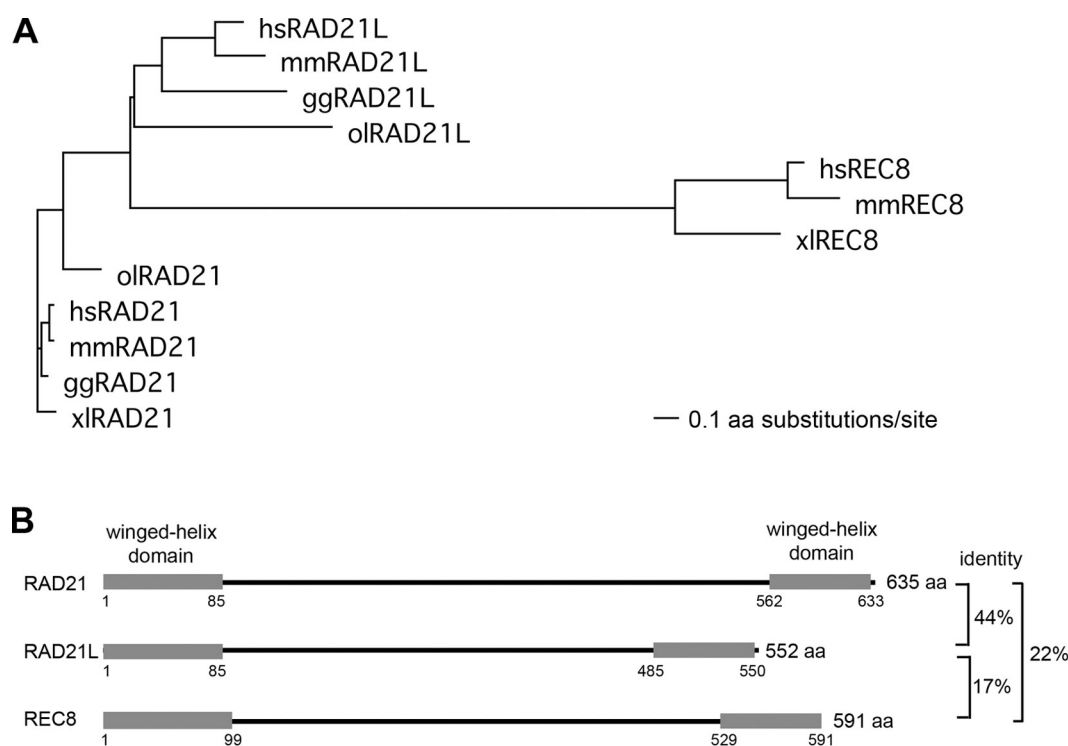 A
hsRAD21L
mmRAD21L
ggRAD21L
olRAD21L
hsREC8
mmREC8
xlREC8
olRAD21
hsRAD21
mmRAD21
ggRAD21
xlRAD21
0.1 aa substitutions/site
B
winged-helix
domain
winged-helix
domain
identity
RAD21
635 aa
1 85 562 633
44%
RAD21L
552 aa
1 85 485 550
22%
17%
REC8
591 aa
1 99 529 591